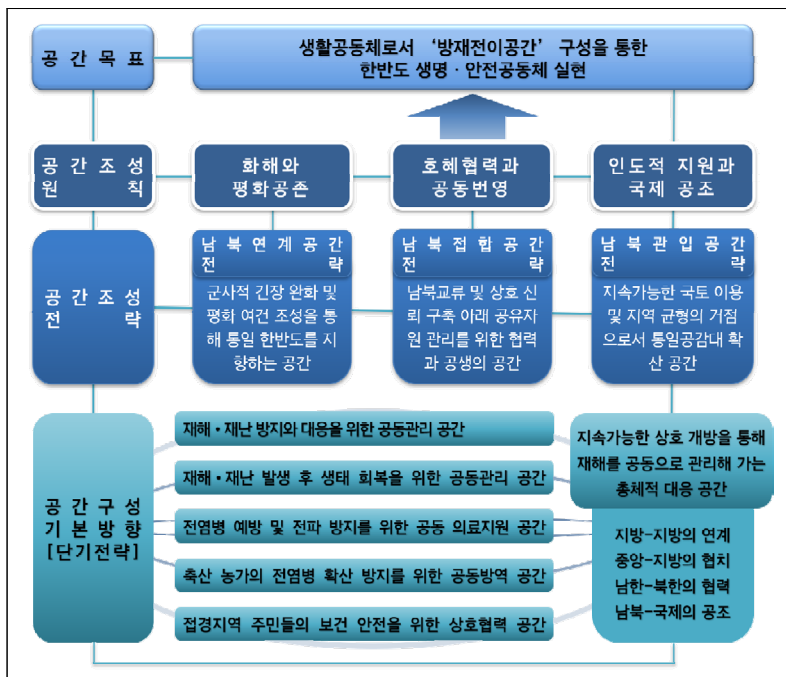 공 간 목 표
생활공동체로서 ‘방재전이공간’ 구성을 통한
한반도 생명·안전공동체 실현
공 간 조 성
원 칙
화해와
평화공존
호혜협력과
공동번영
인도적 지원과
국제 공조
공 간 조 성
전 략
남 북 연 계 공 간
전 략
군사적 긴장 완화 및
평화 여건 조성을 통
해 통일 한반도를 지
향하는 공간
남 북 접 합 공 간
전 략
남북교류 및 상호 신
뢰 구축 아래 공유자
원 관리를 위한 협력
과 공생의 공간
남 북 관 입 공 간
전 략
지속가능한 국토 이용
및 지역 균형의 거점
으로서 통일공감대 확
산 공간
공 간 구 성
기 본 방 향
[단기전략]
재해·재난 방지와 대응을 위한 공동관리 공간
재해·재난 발생 후 생태 회복을 위한 공동관리 공간
전염병 예방 및 전파 방지를 위한 공동 의료지원 공간
축산 농가의 전염병 확산 방지를 위한 공동방역 공간
접경지역 주민들의 보건 안전을 위한 상호협력 공간
지속가능한 상호 개방을 통해
재해를 공동으로 관리해 가는
총체적 대응 공간
지방-지방의 연계
중앙-지방의 협치
남한-북한의 협력
남북-국제의 공조